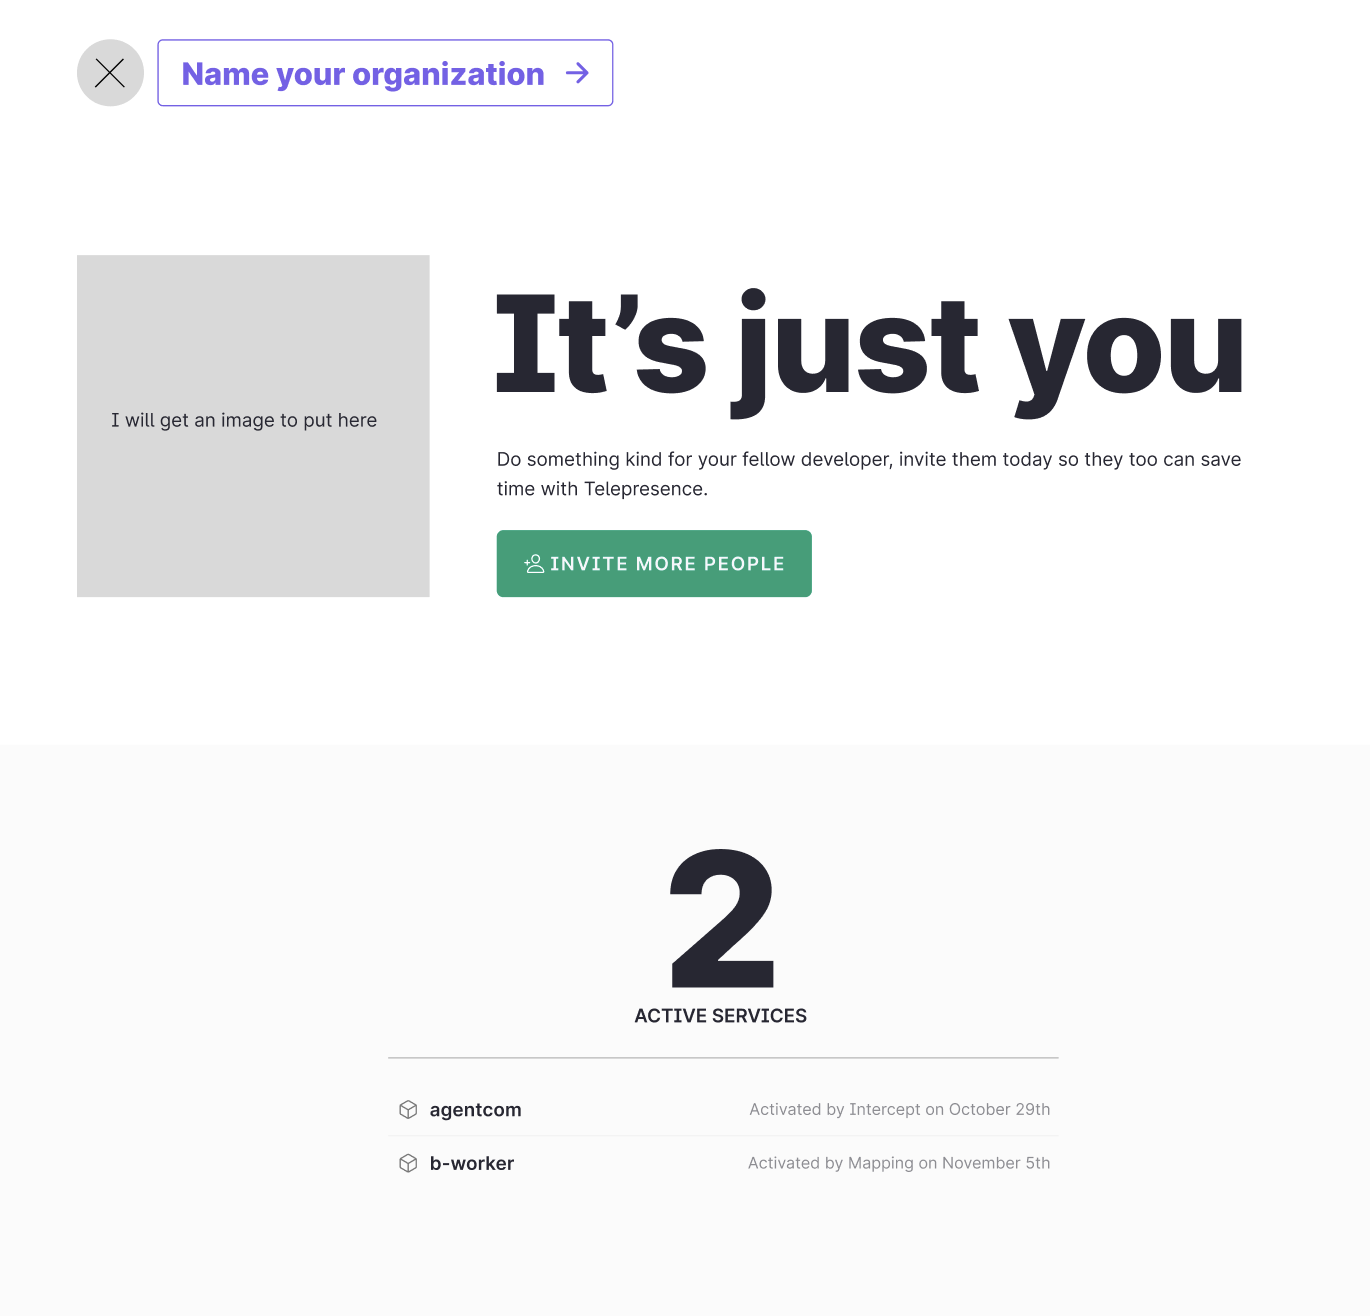 Name your organization
I will get an image to put here
It’s just you
Do something kind for your fellow developer, invite them today so they too can save
time with Telepresence.
INVITE MORE PEOPLE
2
ACTIVE SERVICES
agentcom Activated by Intercept on October 29th
b-worker Activated by Mapping on November 5th